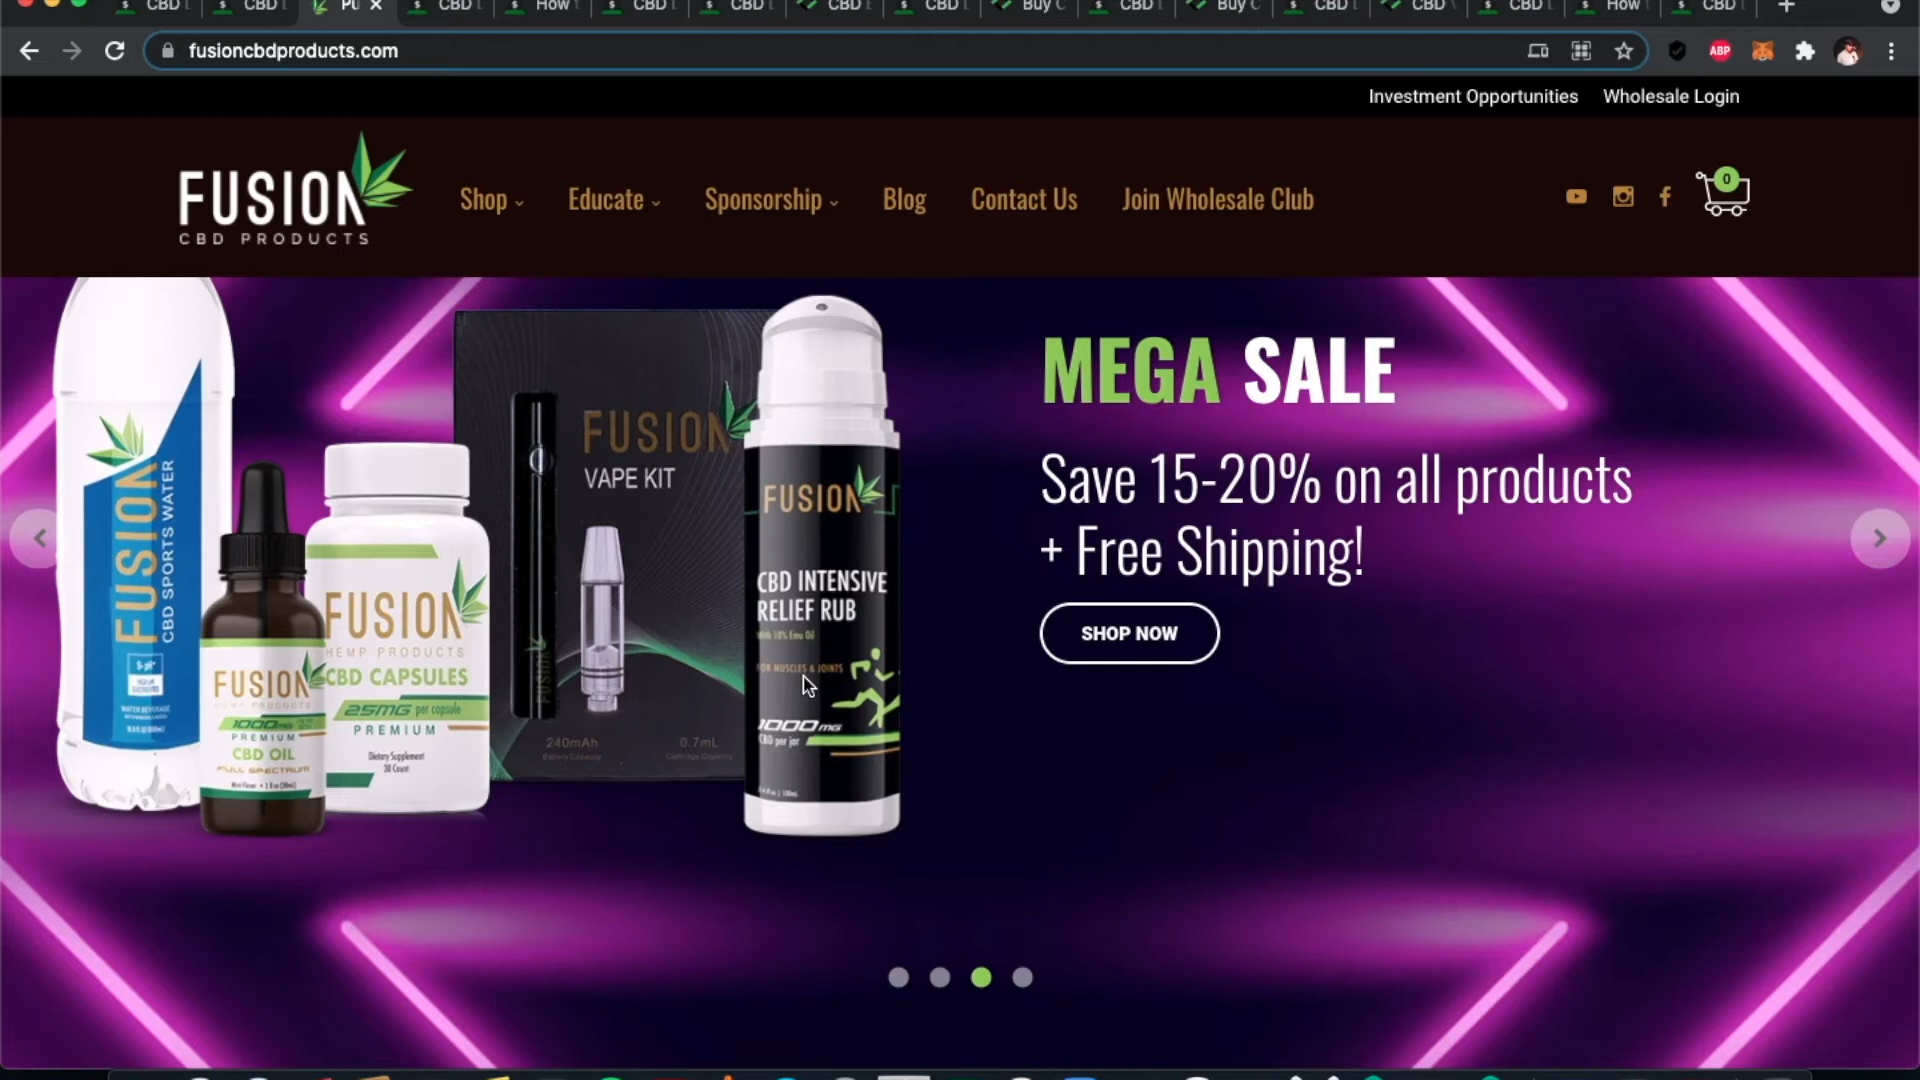 CBD
CBD
Pu
CBD
How
CBD
CBD
CBD
CBD
Buy C
CBD
Buy C
CBD
CBD
CBD
How
CBD
fusioncbdproducts.com
ABP
Investment Opportunities
Wholesale Login
FUSION
CBD PRODUCTS
Shop
Educate
Sponsorship
Blog
Contact Us
Join Wholesale Club
0
MEGA SALE
Save 15-20% on all products
+ Free Shipping!
SHOP NOW
FUSION
CBD SPORTS WATER
FUSION
HEMP PRODUCTS
1000mg
PREMIUM
CBD OIL
FULL SPECTRUM
FUSION
HEMP PRODUCTS
CBD CAPSULES
25MG per capsule
PREMIUM
Dietary Supplement
30 Count
FUSION
VAPE KIT
FUSION
240mAh
Battery Capacity
0.7mL
Cartridge Capacity
FUSION
CBD INTENSIVE
RELIEF RUB
With 10% Emu Oil
FOR MUSCLES & JOINTS
1000mg
CBD per jar